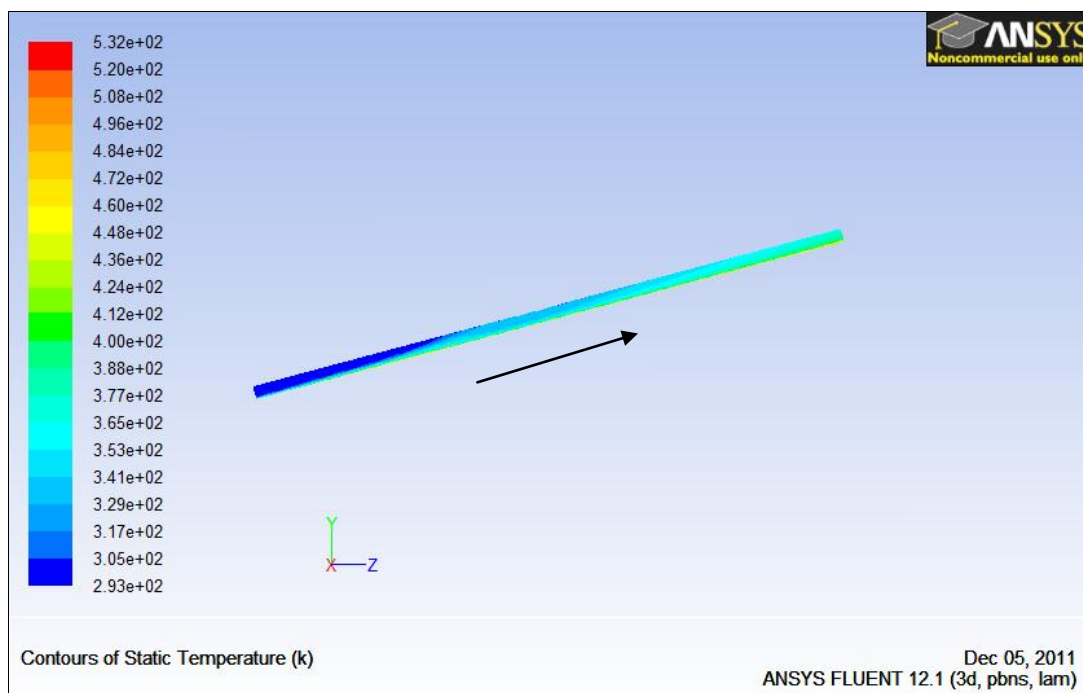 ANSYS
Noncommercial use onl
5.32e+02
5.20e+02
5.08e+02
4.96e+02
4.84e+02
4.72e+02
4.60e+02
4.48e+02
4.36e+02
4.24e+02
4.12e+02
4.00e+02
3.88e+02
3.77e+02
3.65e+02
3.53e+02
3.41e+02
3.29e+02
3.17e+02
3.05e+02
2.93e+02
Y
X Z
Contours of Static Temperature (k)
Dec 05, 2011
ANSYS FLUENT 12.1 (3d, pbns, lam)